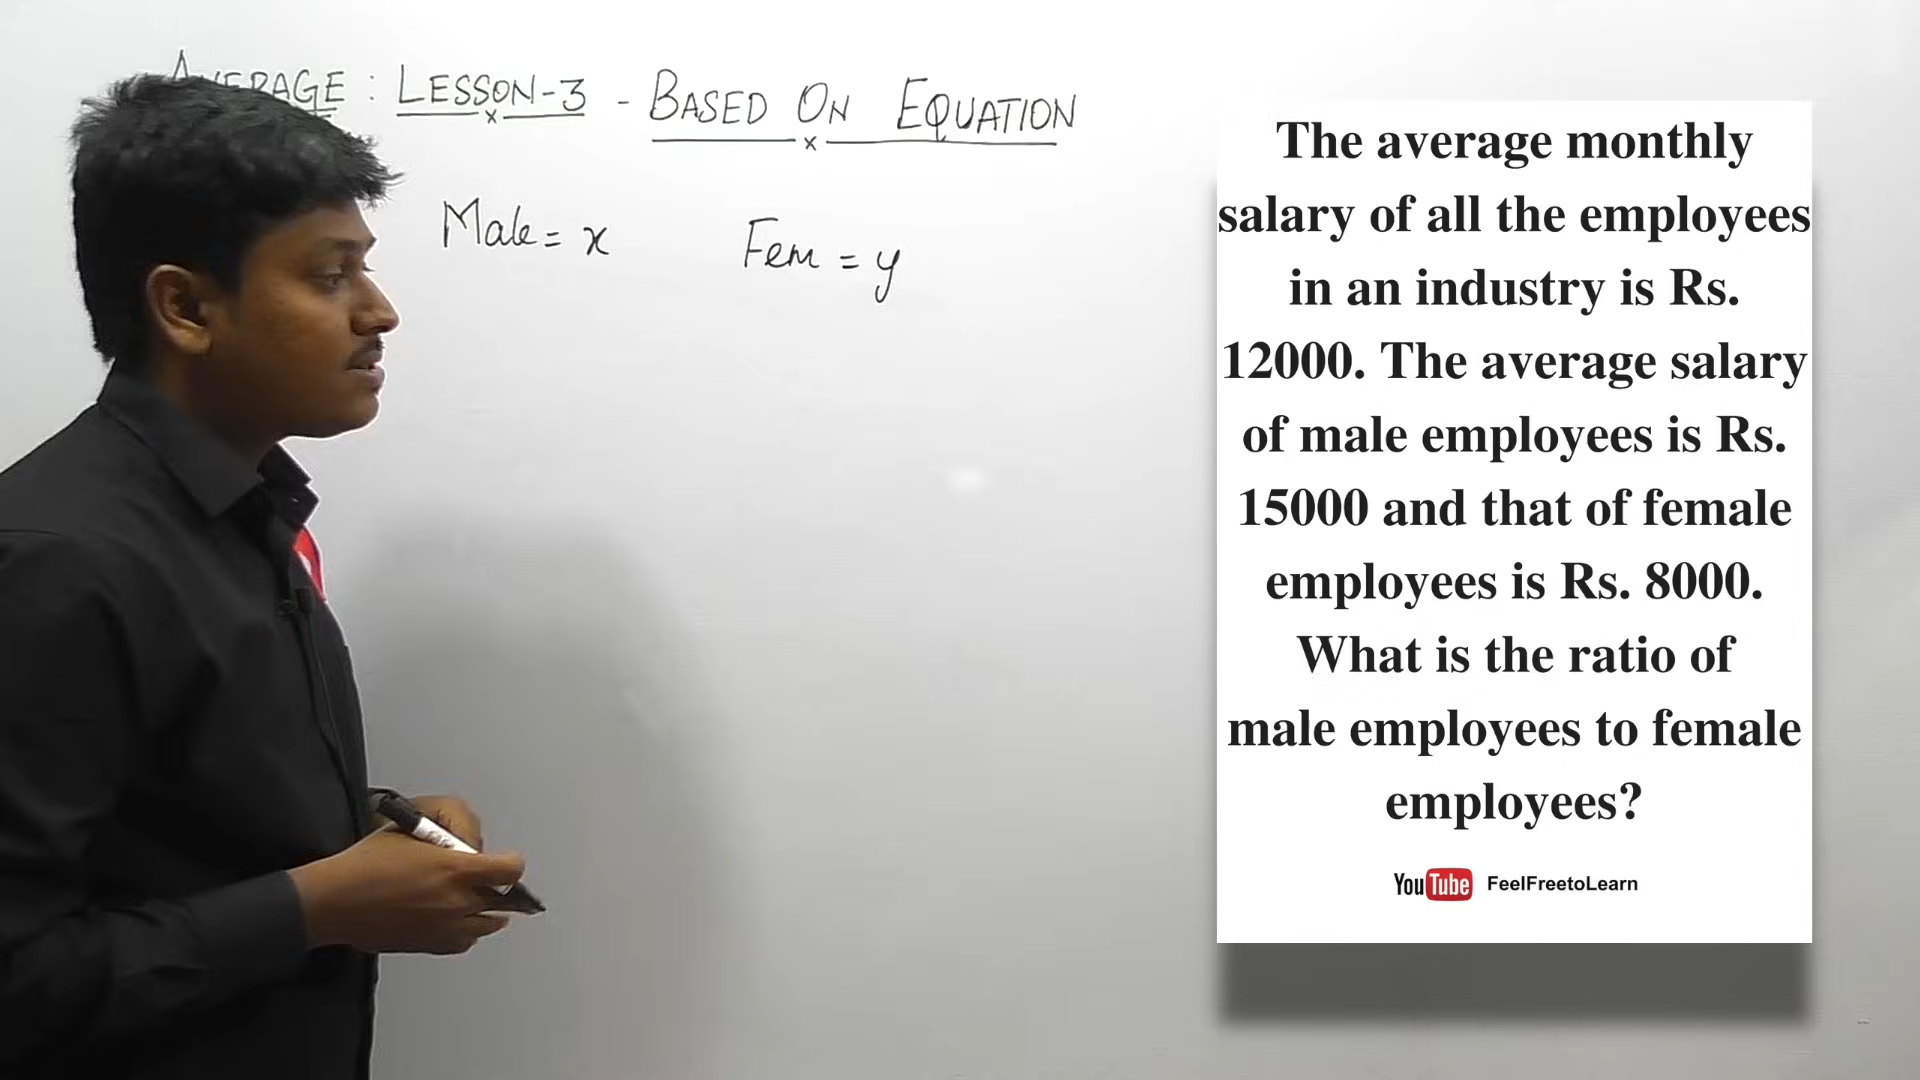 AVERAGE : LESSON-3 - BASED ON EQUATION
Male = x Fem = y
The average monthly
salary of all the employees
in an industry is Rs.
12000. The average salary
of male employees is Rs.
15000 and that of female
employees is Rs. 8000.
What is the ratio of
male employees to female
employees?
YouTube FeelFreetoLearn